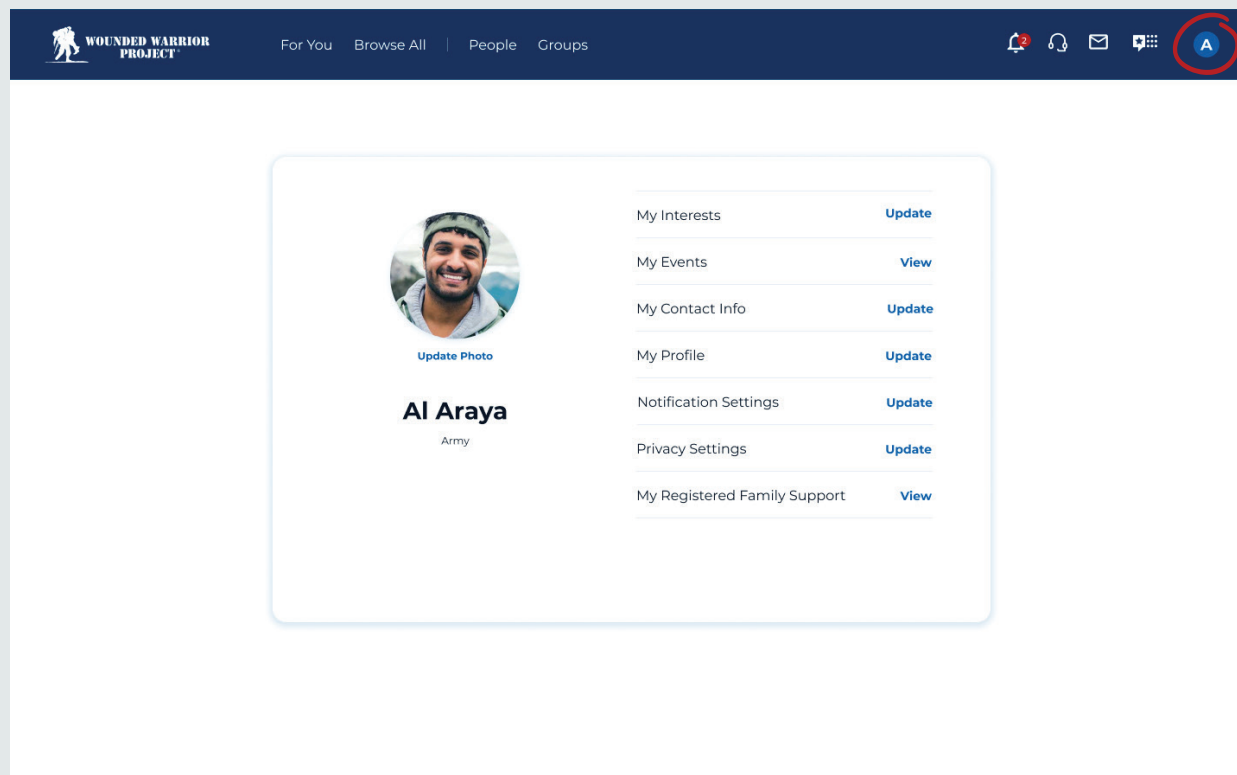 WOUNDED WARRIOR
PROJECT®
For You Browse All | People Groups
2
A
My Interests Update
My Events View
My Contact Info Update
Update Photo
My Profile Update
Al Araya
Notification Settings Update
Army
Privacy Settings Update
My Registered Family Support View